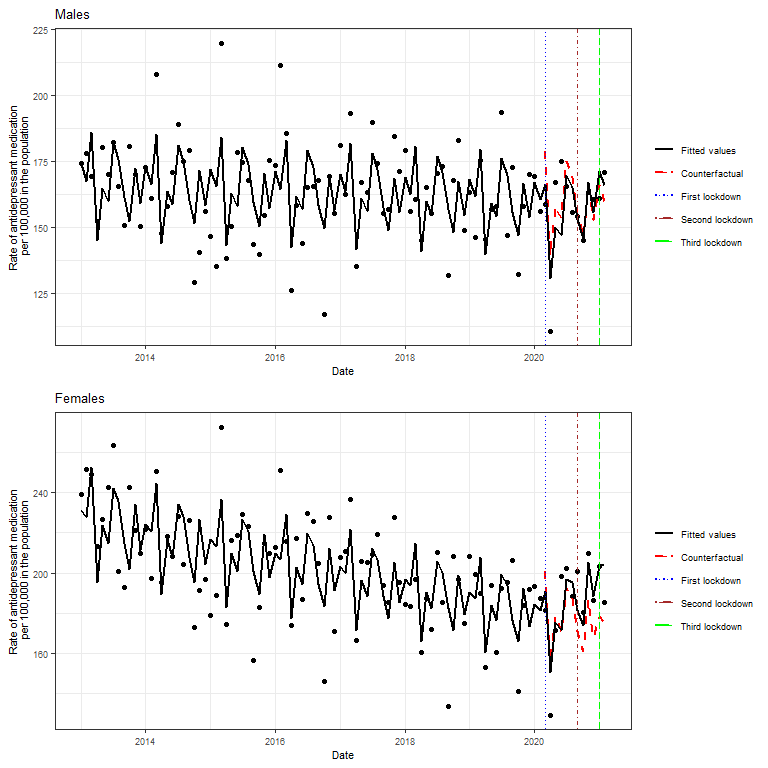 Males
Rate of antidepressant medication
per 100,000 in the population
225
200
175
150
125
2014
2016
2018
2020
Date
Fitted values
Counterfactual
First lockdown
Second lockdown
Third lockdown
Females
Rate of antidepressant medication
per 100,000 in the population
240
200
160
2014
2016
2018
2020
Date
Fitted values
Counterfactual
First lockdown
Second lockdown
Third lockdown